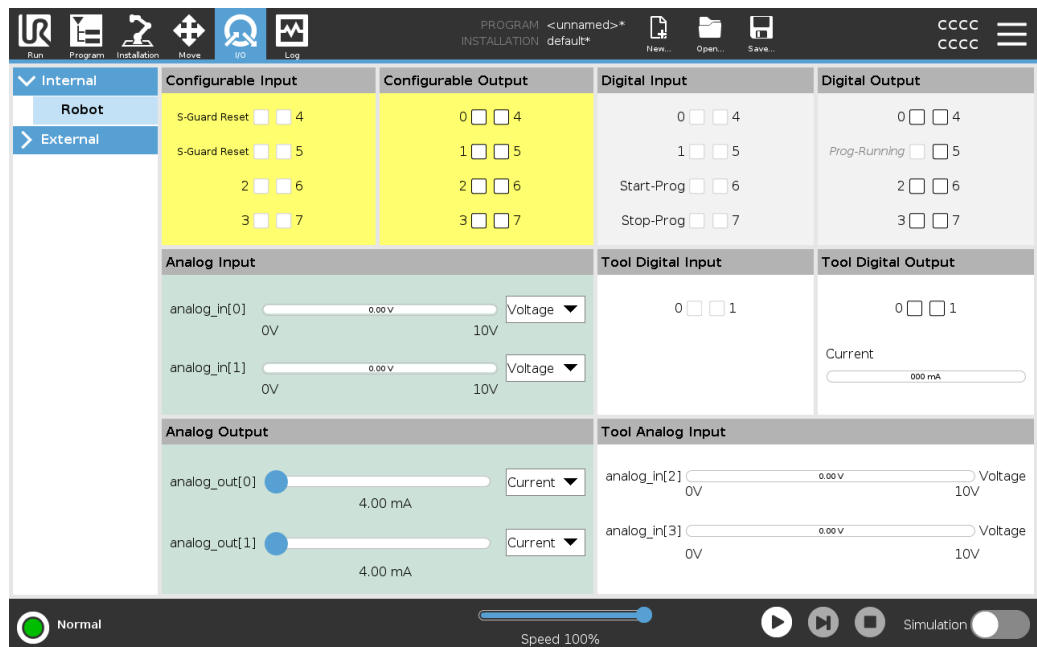 UR
Run
Program
Installation
Move
I/O
Log
PROGRAM <unnamed>*
INSTALLATION default*
New...
Open...
Save...
CCCC
CCCC
Internal
Robot
External
Configurable Input
S-Guard Reset 4
S-Guard Reset 5
2 6
3 7
Configurable Output
0 4
1 5
2 6
3 7
Digital Input
0 4
1 5
Start-Prog 6
Stop-Prog 7
Digital Output
0 4
Prog-Running 5
2 6
3 7
Analog Input
analog_in[0] 0.00 V Voltage
0V 10V
analog_in[1] 0.00 V Voltage
0V 10V
Tool Digital Input
0 1
Tool Digital Output
0 1
Current
000 mA
Analog Output
analog_out[0] Current
4.00 mA
analog_out[1] Current
4.00 mA
Tool Analog Input
analog_in[2] 0.00 V Voltage
0V 10V
analog_in[3] 0.00 V Voltage
0V 10V
Normal
Speed 100%
Simulation